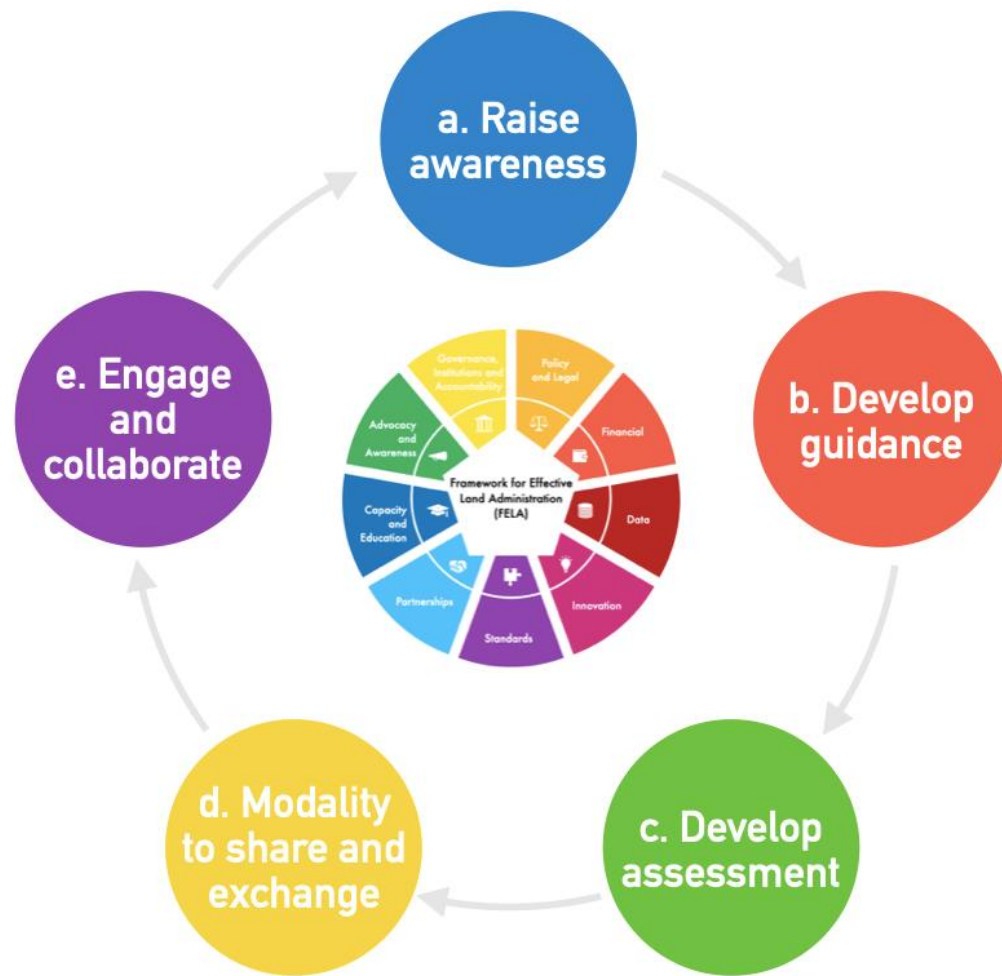 a. Raise
awareness
b. Develop
guidance
c. Develop
assessment
d. Modality
to share and
exchange
e. Engage
and
collaborate
Governance,
Institutions and
Accountability
Policy
and Legal
Financial
Data
Innovation
Standards
Partnerships
Capacity
and
Education
Advocacy
and
Awareness
Framework for Effective
Land Administration
(FELA)